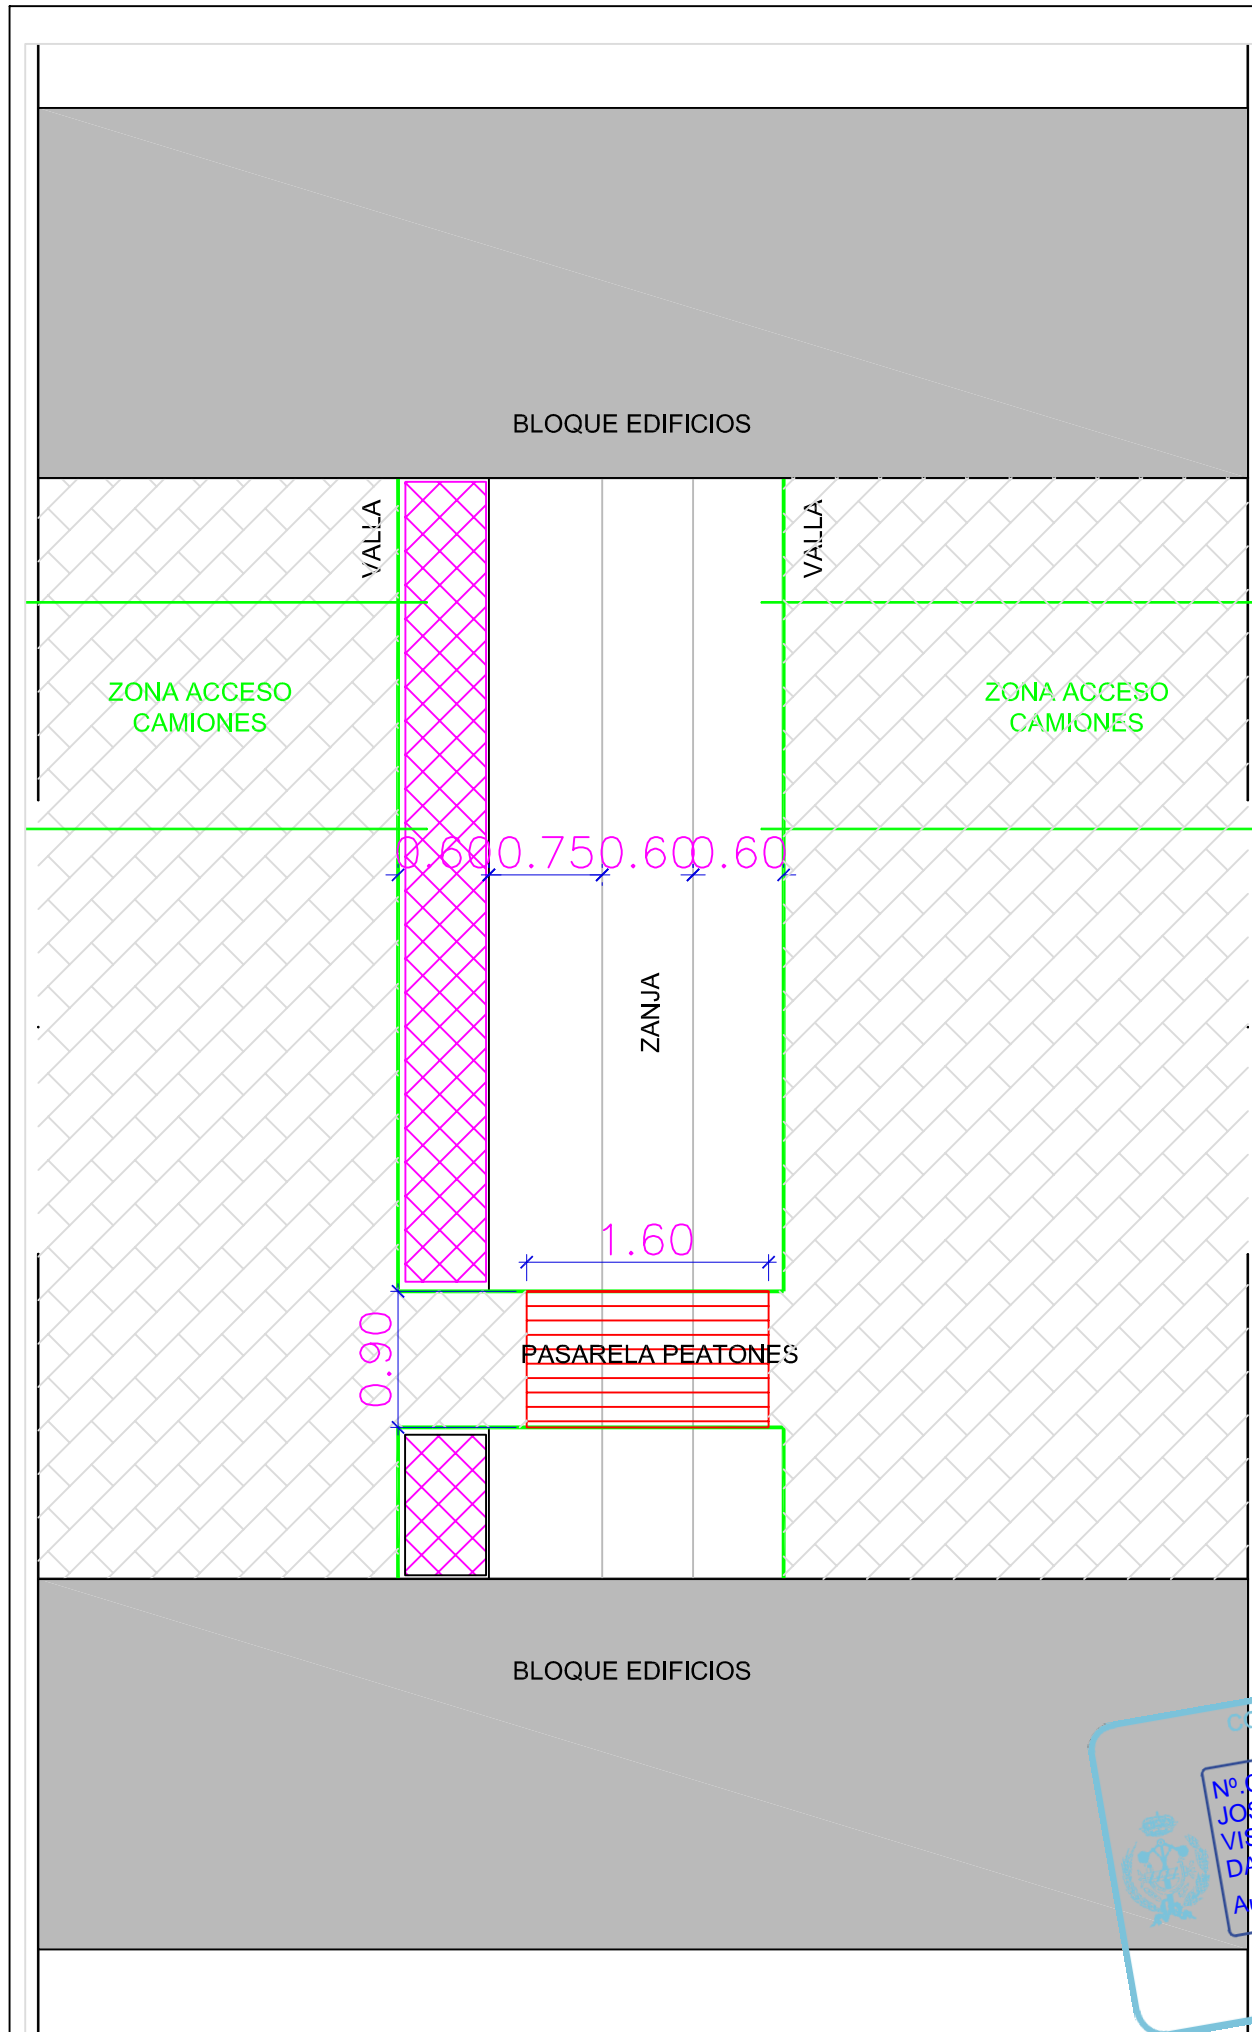 BLOQUE EDIFICIOS
VALLA
VALLA
ZONA ACCESO
CAMIONES
ZONA ACCESO
CAMIONES
0.60
0.75
0.60
0.60
ZANJA
1.60
0.90
PASARELA PEATONES
BLOQUE EDIFICIOS
Nº.